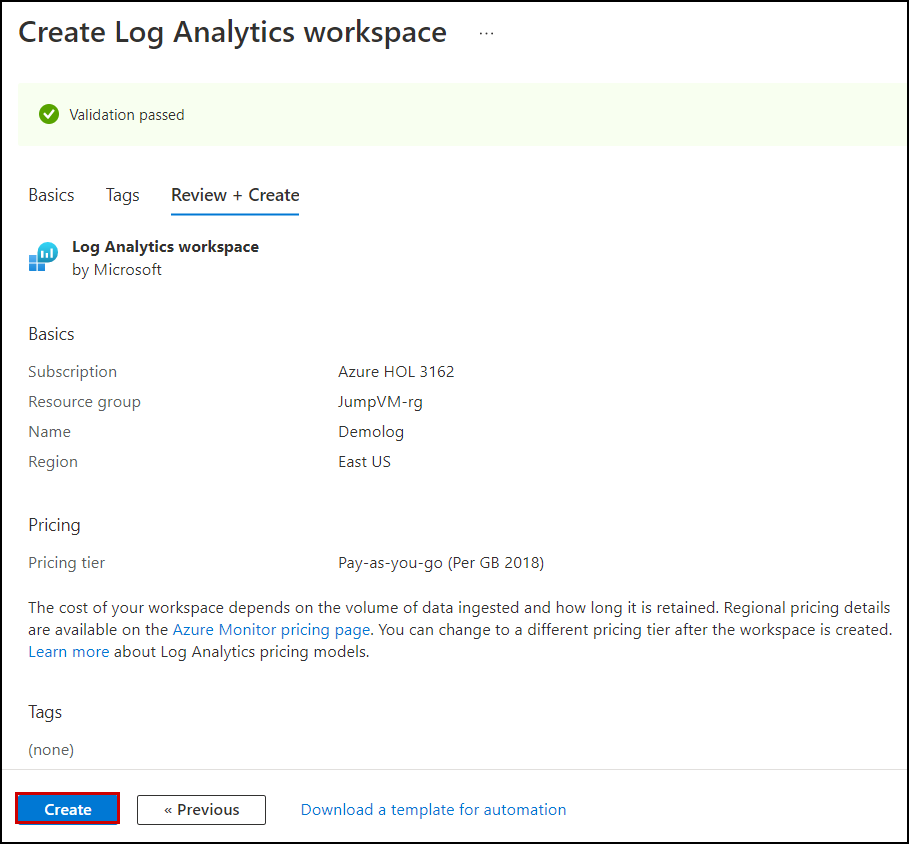 Create Log Analytics workspace ...
Validation passed
Basics Tags Review + Create
Log Analytics workspace
by Microsoft
Basics
Subscription Azure HOL 3162
Resource group JumpVM-rg
Name Demolog
Region East US
Pricing
Pricing tier Pay-as-you-go (Per GB 2018)
The cost of your workspace depends on the volume of data ingested and how long it is retained. Regional pricing details
are available on the Azure Monitor pricing page. You can change to a different pricing tier after the workspace is created.
Learn more about Log Analytics pricing models.
Tags
(none)
Create « Previous Download a template for automation